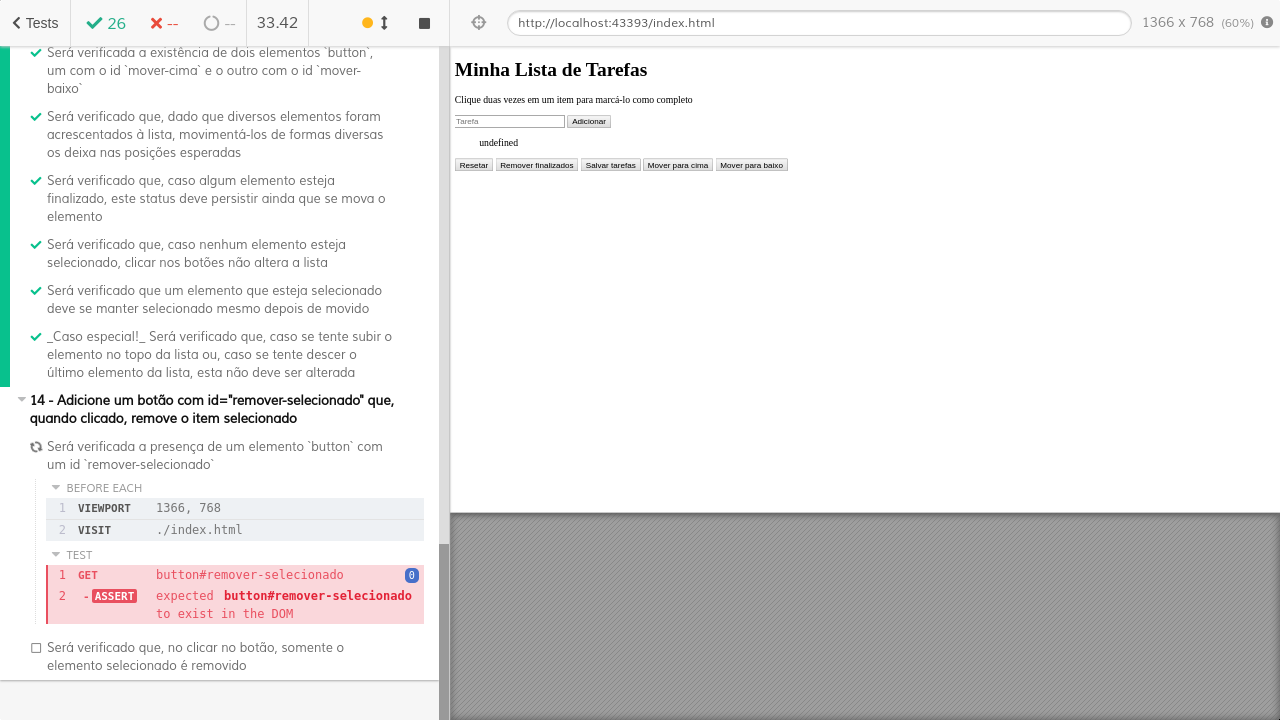 Tests 26 -- -- 33.42
http://localhost:43393/index.html 1366 x 768 (60%)
Será verificada a existência de dois elementos `button`,
um com o id `mover-cima` e o outro com o id `mover-
baixo`
Será verificado que, dado que diversos elementos foram
acrescentados à lista, movimentá-los de formas diversas
os deixa nas posições esperadas
Será verificado que, caso algum elemento esteja
finalizado, este status deve persistir ainda que se mova o
elemento
Será verificado que, caso nenhum elemento esteja
selecionado, clicar nos botões não altera a lista
Será verificado que um elemento que esteja selecionado
deve se manter selecionado mesmo depois de movido
_Caso especial!_ Será verificado que, caso se tente subir o
elemento no topo da lista ou, caso se tente descer o
último elemento da lista, esta não deve ser alterada
14 - Adicione um botão com id="remover-selecionado" que,
quando clicado, remove o item selecionado
Será verificada a presença de um elemento `button` com
um id `remover-selecionado`
BEFORE EACH
1 VIEWPORT 1366, 768
2 VISIT ./index.html
TEST
1 GET button#remover-selecionado 0
2 -ASSERT expected button#remover-selecionado
to exist in the DOM
Será verificado que, no clicar no botão, somente o
elemento selecionado é removido
Minha Lista de Tarefas
Clique duas vezes em um item para marcá-lo como completo
Tarefa Adicionar
undefined
Resetar Remover finalizados Salvar tarefas Mover para cima Mover para baixo